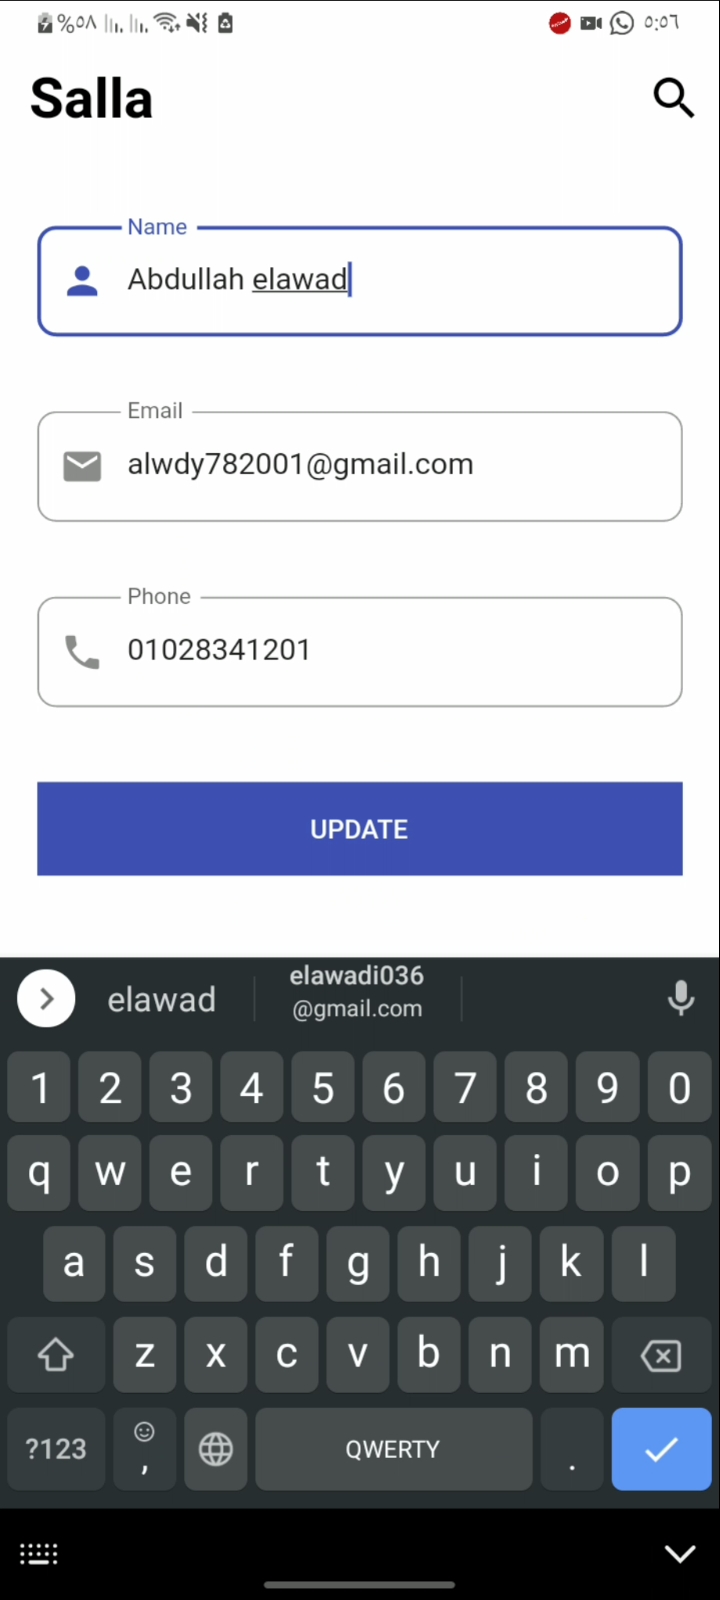 %٥٨ ٥:٥٦
Salla
Name
Abdullah elawad
Email
alwdy782001@gmail.com
Phone
01028341201
UPDATE
elawad
elawadi036
@gmail.com
1 2 3 4 5 6 7 8 9 0
q w e r t y u i o p
a s d f g h j k l
z x c v b n m
?123 , QWERTY .